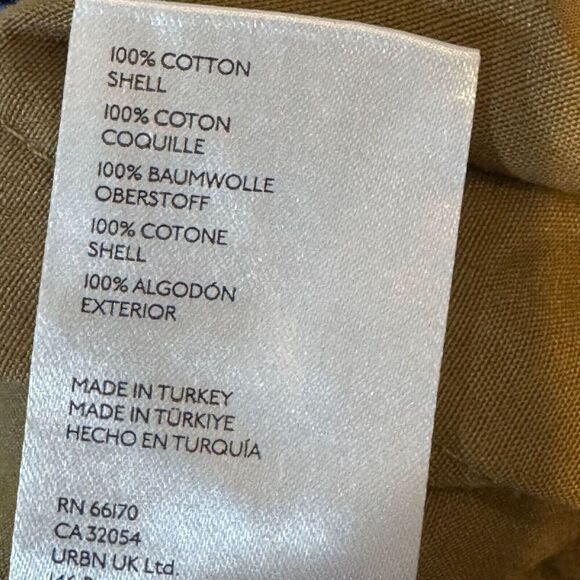 100% COTTON
SHELL
100% COTON
COQUILLE
100% BAUMWOLLE
OBERSTOFF
100% COTONE
SHELL
100% ALGODÓN
EXTERIOR
MADE IN TURKEY
MADE IN TÜRKIYE
HECHO EN TURQUÍA
RN 66170
CA 32054
URBN UK Ltd.